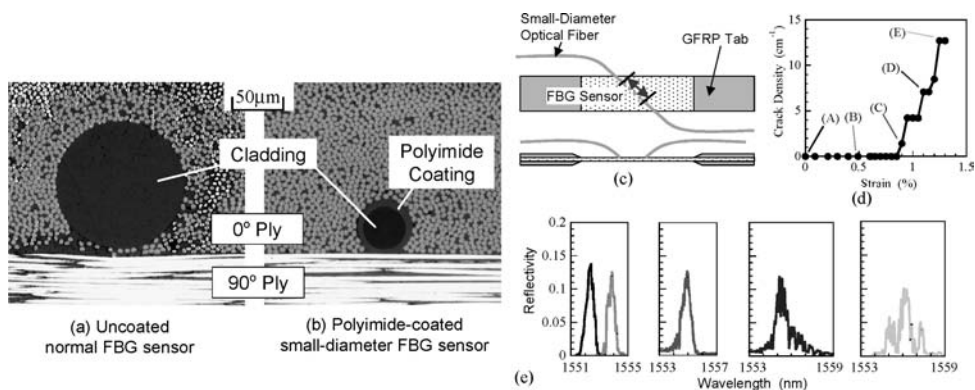 50μm
Cladding
Polyimide
Coating
0° Ply
90° Ply
(a) Uncoated
normal FBG sensor
(b) Polyimide-coated
small-diameter FBG sensor
Small-Diameter
Optical Fiber
GFRP Tab
FBG Sensor
(c)
Crack Density (cm⁻¹)
15
10
5
0
0
0.5
1
1.5
Strain (%)
(A)
(B)
(C)
(D)
(E)
(d)
Reflectivity
0.2
0.15
0.1
0.05
0
1551
1555
1553
1557
1553
1559
1553
1559
Wavelength (nm)
(e)